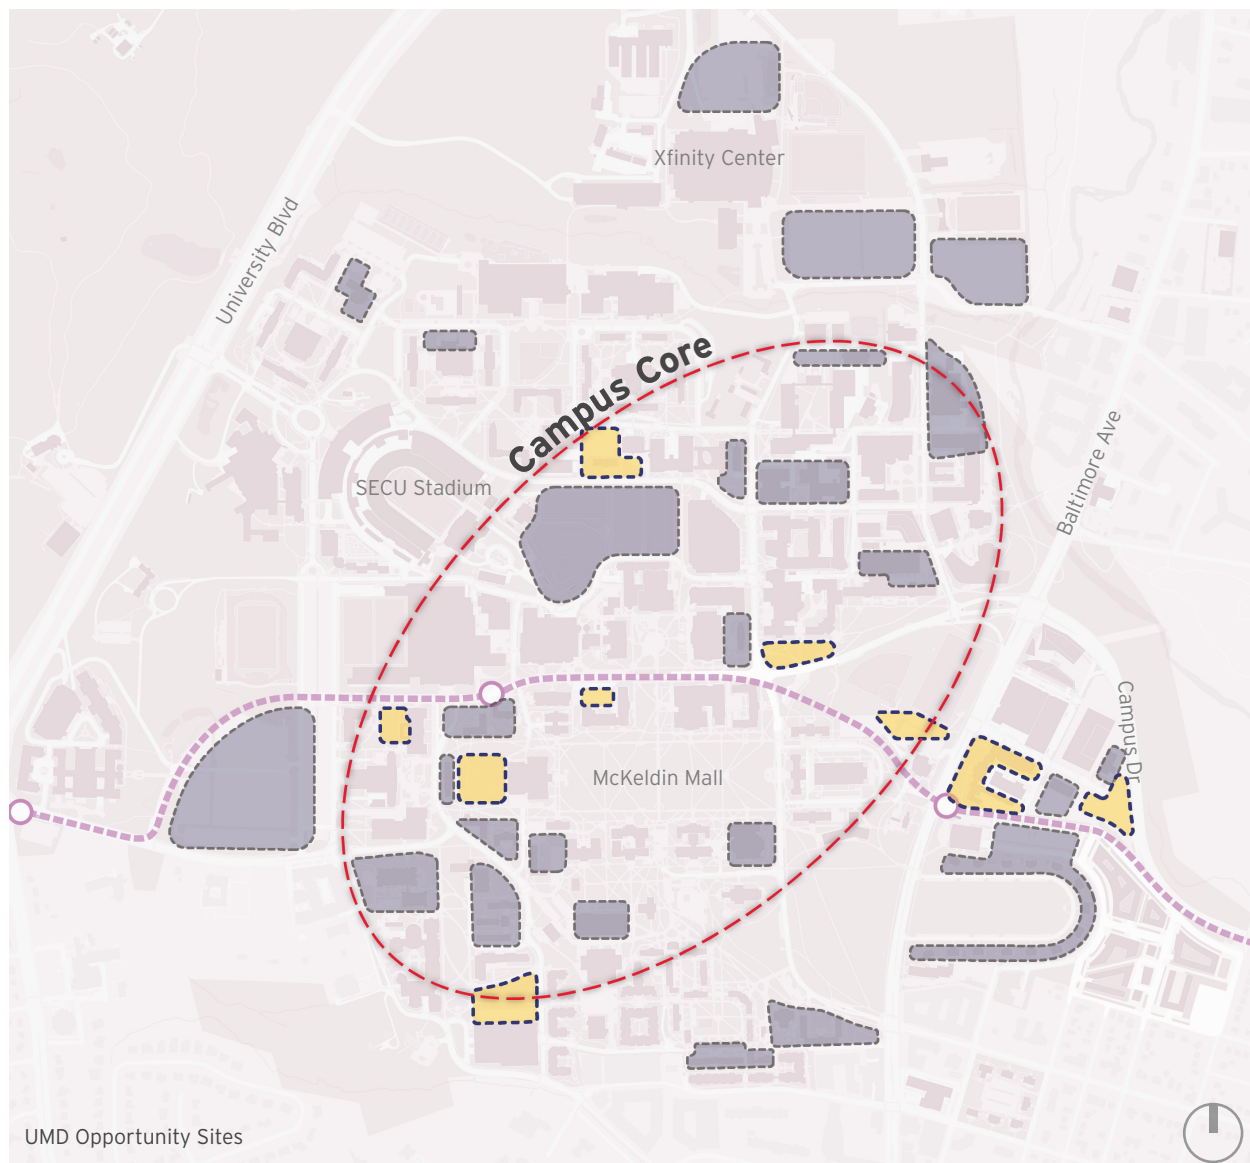 Xfinity Center
University Blvd
Campus Core
SECU Stadium
Baltimore Ave
Campus Dr
McKeldin Mall
UMD Opportunity Sites